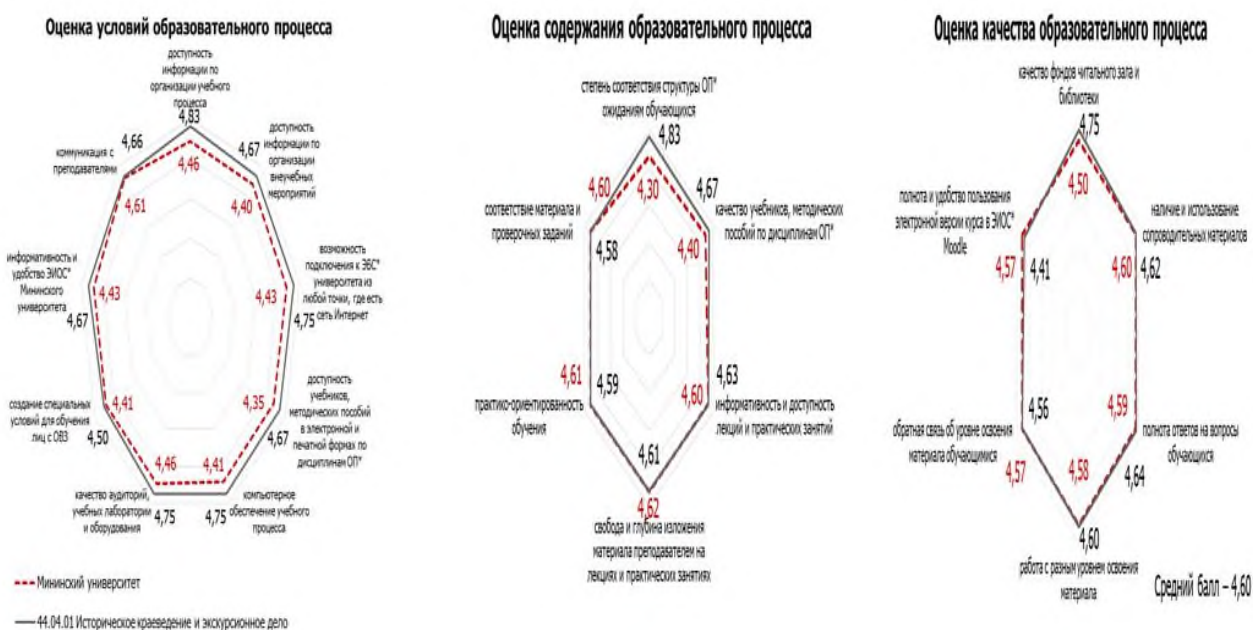 Оценка условий образовательного процесса
доступность
информации по
организации учебного
процесса
4,83
4,66
4,67
доступность
информации по
организации
внеучебных
мероприятий
коммуникация с
преподавателями
4,46
4,61
4,40
информативность и
удобство ЭИОС*
Мининского
университета
4,67
4,43
4,43
возможность
подключения к ЭБС*
университета из
любой точки, где есть
сеть Интернет
4,75
создание специальных
условий для обучения
лиц с ОВЗ
4,50
4,41
4,35
доступность
учебников,
методических пособий
в электронной и
печатной формах по
дисциплинам ОП*
4,67
4,46
4,41
качество аудиторий,
учебных лаборатории
и оборудования
4,75
4,75
компьютерное
обеспечение учебного
процесса
Мининский университет
44.04.01 Историческое краеведение и экскурсионное дело
Оценка содержания образовательного процесса
степень соответствия структуры ОП*
ожиданиям обучающихся
4,83
4,60
4,30
4,67
соответствие материала и
проверочных заданий
4,58
4,40
качество учебников, методических
пособий по дисциплинам ОП*
4,61
4,59
практико-ориентированность
обучения
4,60
4,63
информативность и доступность
лекций и практических занятий
4,61
4,62
свобода и глубина изложения
материала преподавателем на
лекциях и практических занятиях
Оценка качества образовательного процесса
качество фондов читального зала и
библиотеки
4,75
4,50
полнота и удобство пользования
электронной версии курса в ЭИОС*
Moodle
4,57
4,41
наличие и использование
сопроводительных материалов
4,60
4,62
4,56
обратная связь об уровне освоения
материала обучающимися
4,57
4,59
полнота ответов на вопросы
обучающихся
4,64
4,58
4,60
работа с разным уровнем освоения
материала
Средний балл – 4,60